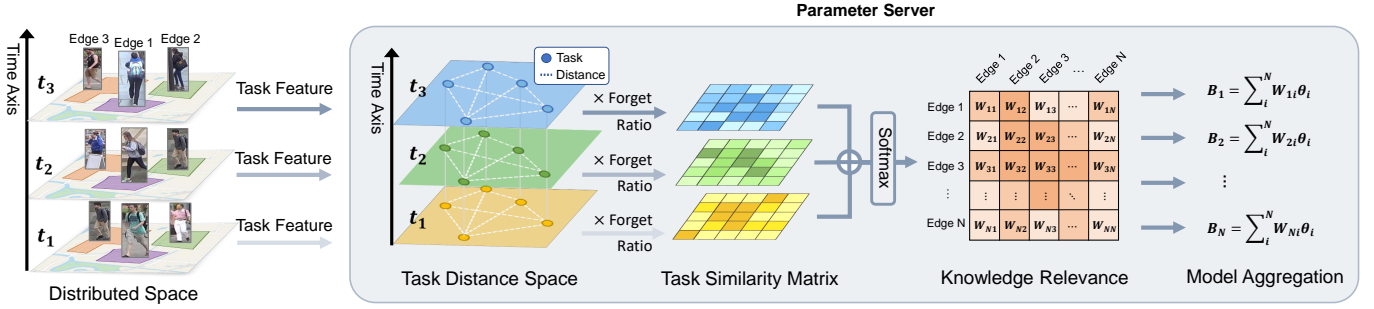 Parameter Server
Time Axis
Edge 3
Edge 1
Edge 2
t3
t2
t1
Task Feature
Task Feature
Task Feature
Distributed Space
Time Axis
Task
Distance
t3
t2
t1
Task Distance Space
× Forget
Ratio
× Forget
Ratio
× Forget
Ratio
Task Similarity Matrix
Softmax
Edge 1 Edge 2 Edge 3 ... Edge N
Edge 1 W11 W12 W13 ... W1N
Edge 2 W21 W22 W23 ... W2N
Edge 3 W31 W32 W33 ... W3N
⋮ ⋮ ⋮ ⋮ ⋱ ⋮
Edge N WN1 WN2 WN3 ... WNN
Knowledge Relevance
B1 = ∑i^N W1iθi
B2 = ∑i^N W2iθi
⋮
BN = ∑i^N WNiθi
Model Aggregation